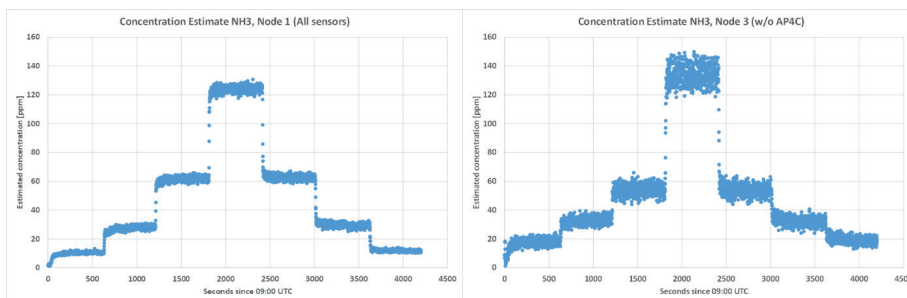 Concentration Estimate NH3, Node 1 (All sensors)
Estimated concentration [ppm]
160
140
120
100
80
60
40
20
0
0 500 1000 1500 2000 2500 3000 3500 4000 4500
Seconds since 09:00 UTC
Concentration Estimate NH3, Node 3 (w/o AP4C)
Estimated concentration [ppm]
160
140
120
100
80
60
40
20
0
0 500 1000 1500 2000 2500 3000 3500 4000 450
Seconds since 09:00 UTC